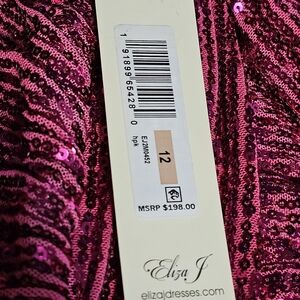 1 91899 65428 0
EJ2M0452
hpk
12
MSRP $198.00
Eliza J
elizajdresses.com